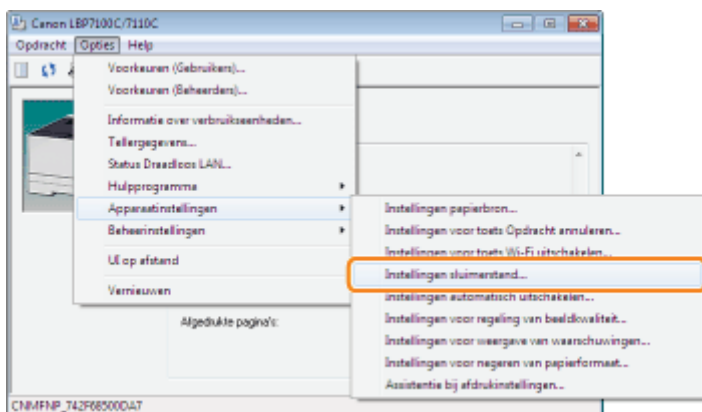 Canon LBP7100C/7110C
Opdracht Opties Help
Voorkeuren (Gebruikers)...
Voorkeuren (Beheerders)...
Informatie over verbruikseenheden...
Tellergegevens...
Status Draadloos LAN...
Hulpprogramma
Apparaatinstellingen
Beheerinstellingen
UI op afstand
Vernieuwen
Instellingen papierbron...
Instellingen voor toets Opdracht annuleren...
Instellingen voor toets Wi-Fi uitschakelen...
Instellingen sluimerstand...
Instellingen automatisch uitschakelen...
Instellingen voor regeling van beeldkwaliteit...
Instellingen voor weergave van waarschuwingen...
Instellingen voor negeren van papierformaat...
Assistentie bij afdrukinstellingen...
Afgedrukte pagina's:
CNMFNP_742F68500DA7